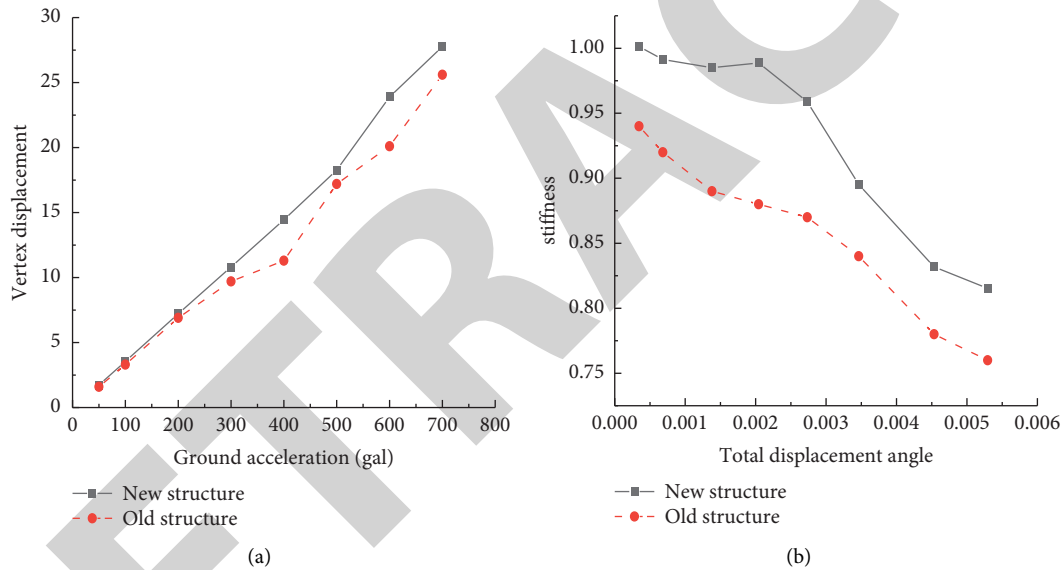 30
25
20
15
10
5
0
Vertex displacement
100 200 300 400 500 600 700 800
Ground acceleration (gal)
New structure
Old structure
(a)
1.00
0.95
0.90
0.85
0.80
0.75
stiffness
0.000 0.001 0.002 0.003 0.004 0.005 0.006
Total displacement angle
New structure
Old structure
(b)
ETRAC